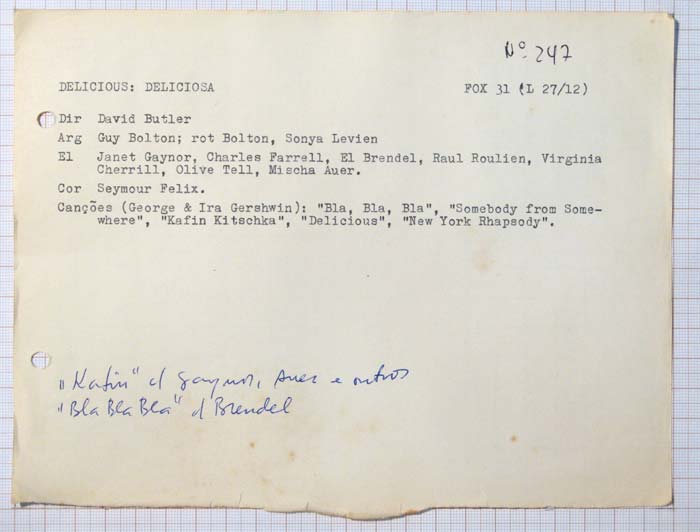 Nº 247
DELICIOUS: DELICIOSA FOX 31 (L 27/12)
Dir David Butler
Arg Guy Bolton; rot Bolton, Sonya Levien
El Janet Gaynor, Charles Farrell, El Brendel, Raul Roulien, Virginia
Cherrill, Olive Tell, Mischa Auer.
Cor Seymour Felix.
Canções (George & Ira Gershwin): "Bla, Bla, Bla", "Somebody from Some-
where", "Kafin Kitschka", "Delicious", "New York Rhapsody".
"Kafin" c/ Gaynor, Auer e outros
"Bla Bla Bla" c/ Brendel